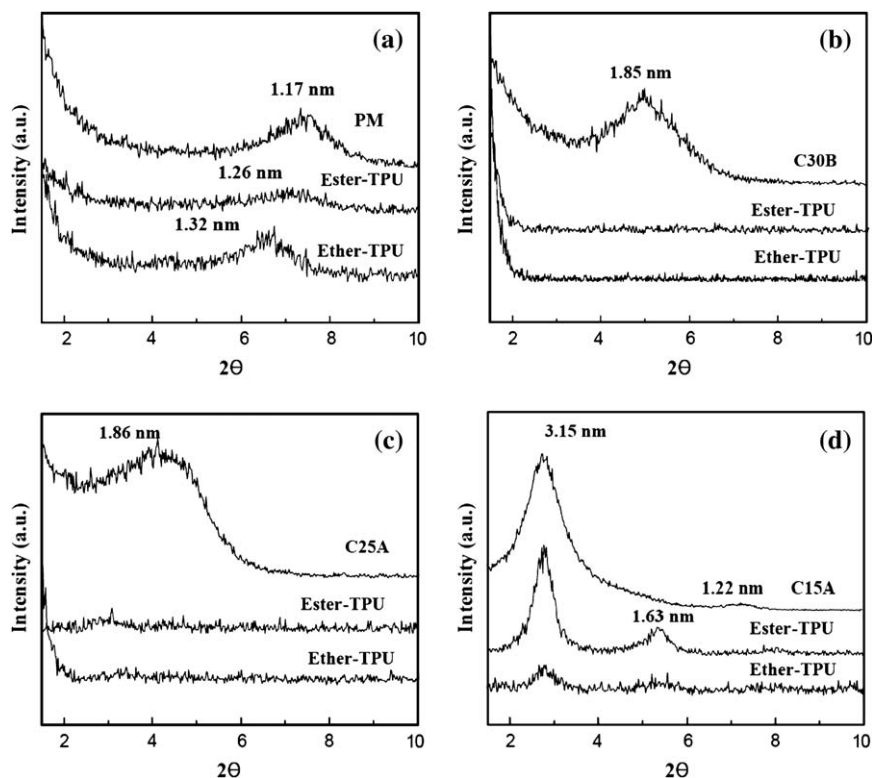 (a)
1.17 nm
PM
1.26 nm
Ester-TPU
1.32 nm
Ether-TPU
Intensity (a.u.)
2 4 6 8 10
2Θ
(b)
1.85 nm
C30B
Ester-TPU
Ether-TPU
Intensity (a.u.)
2 4 6 8 10
2Θ
(c)
1.86 nm
C25A
Ester-TPU
Ether-TPU
Intensity (a.u.)
2 4 6 8 10
2Θ
(d)
3.15 nm
1.22 nm
C15A
1.63 nm
Ester-TPU
Ether-TPU
Intensity (a.u.)
2 4 6 8 10
2Θ